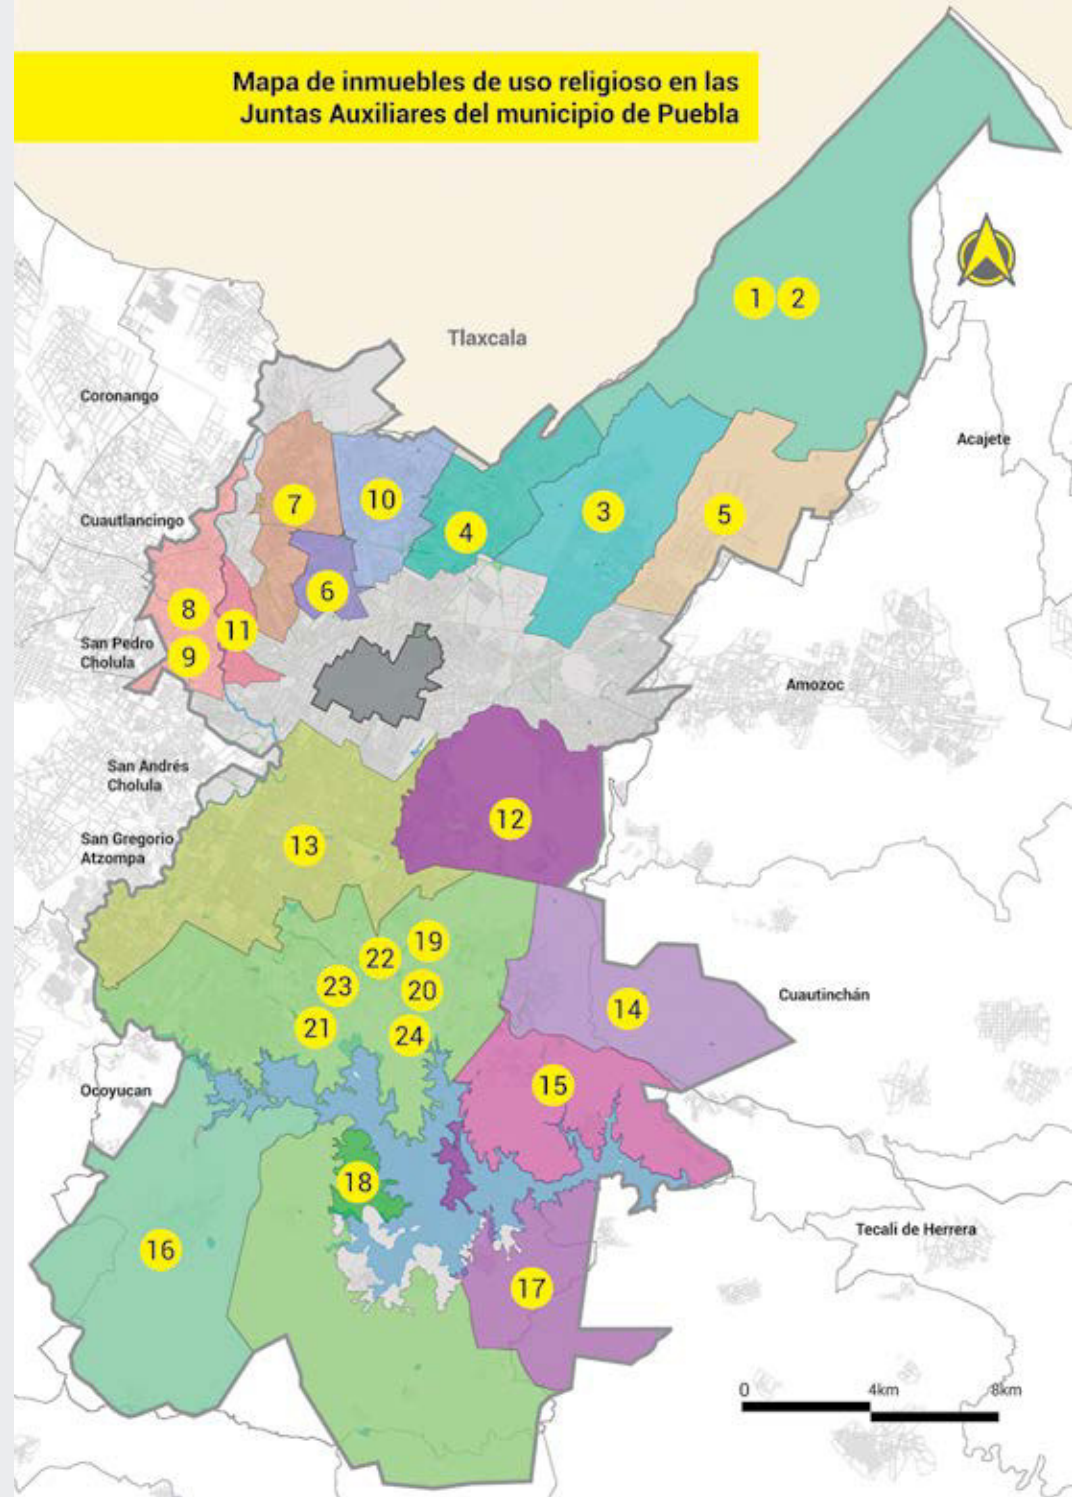 Mapa de inmuebles de uso religioso en las
Juntas Auxiliares del municipio de Puebla
1
2
Tlaxcala
Coronango
Acajete
7
10
3
5
Cuautlancingo
4
6
8
11
San Pedro
Cholula
9
Amozoc
San Andrés
Cholula
12
San Gregorio
Atzompa
13
19
22
23
20
14
Cuautinchán
21
24
15
Ocoyucan
18
16
Tecali de Herrera
17
0
4km
8km